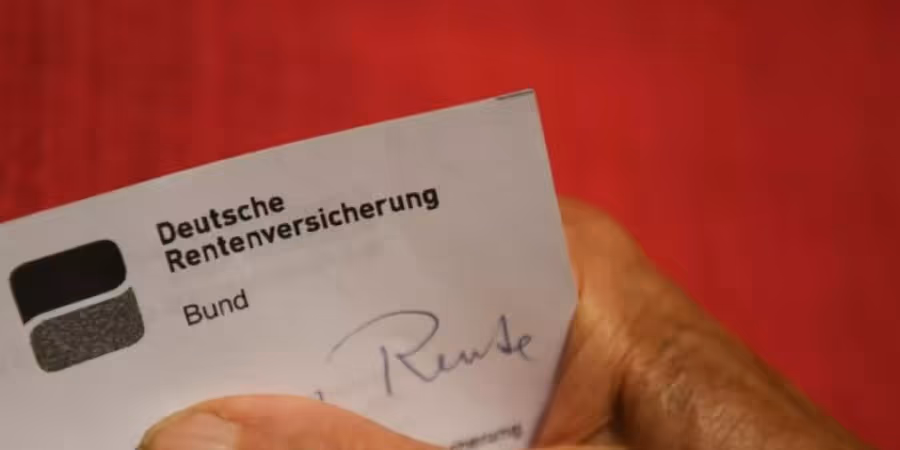 Deutsche
Rentenversicherung
Bund
Rente